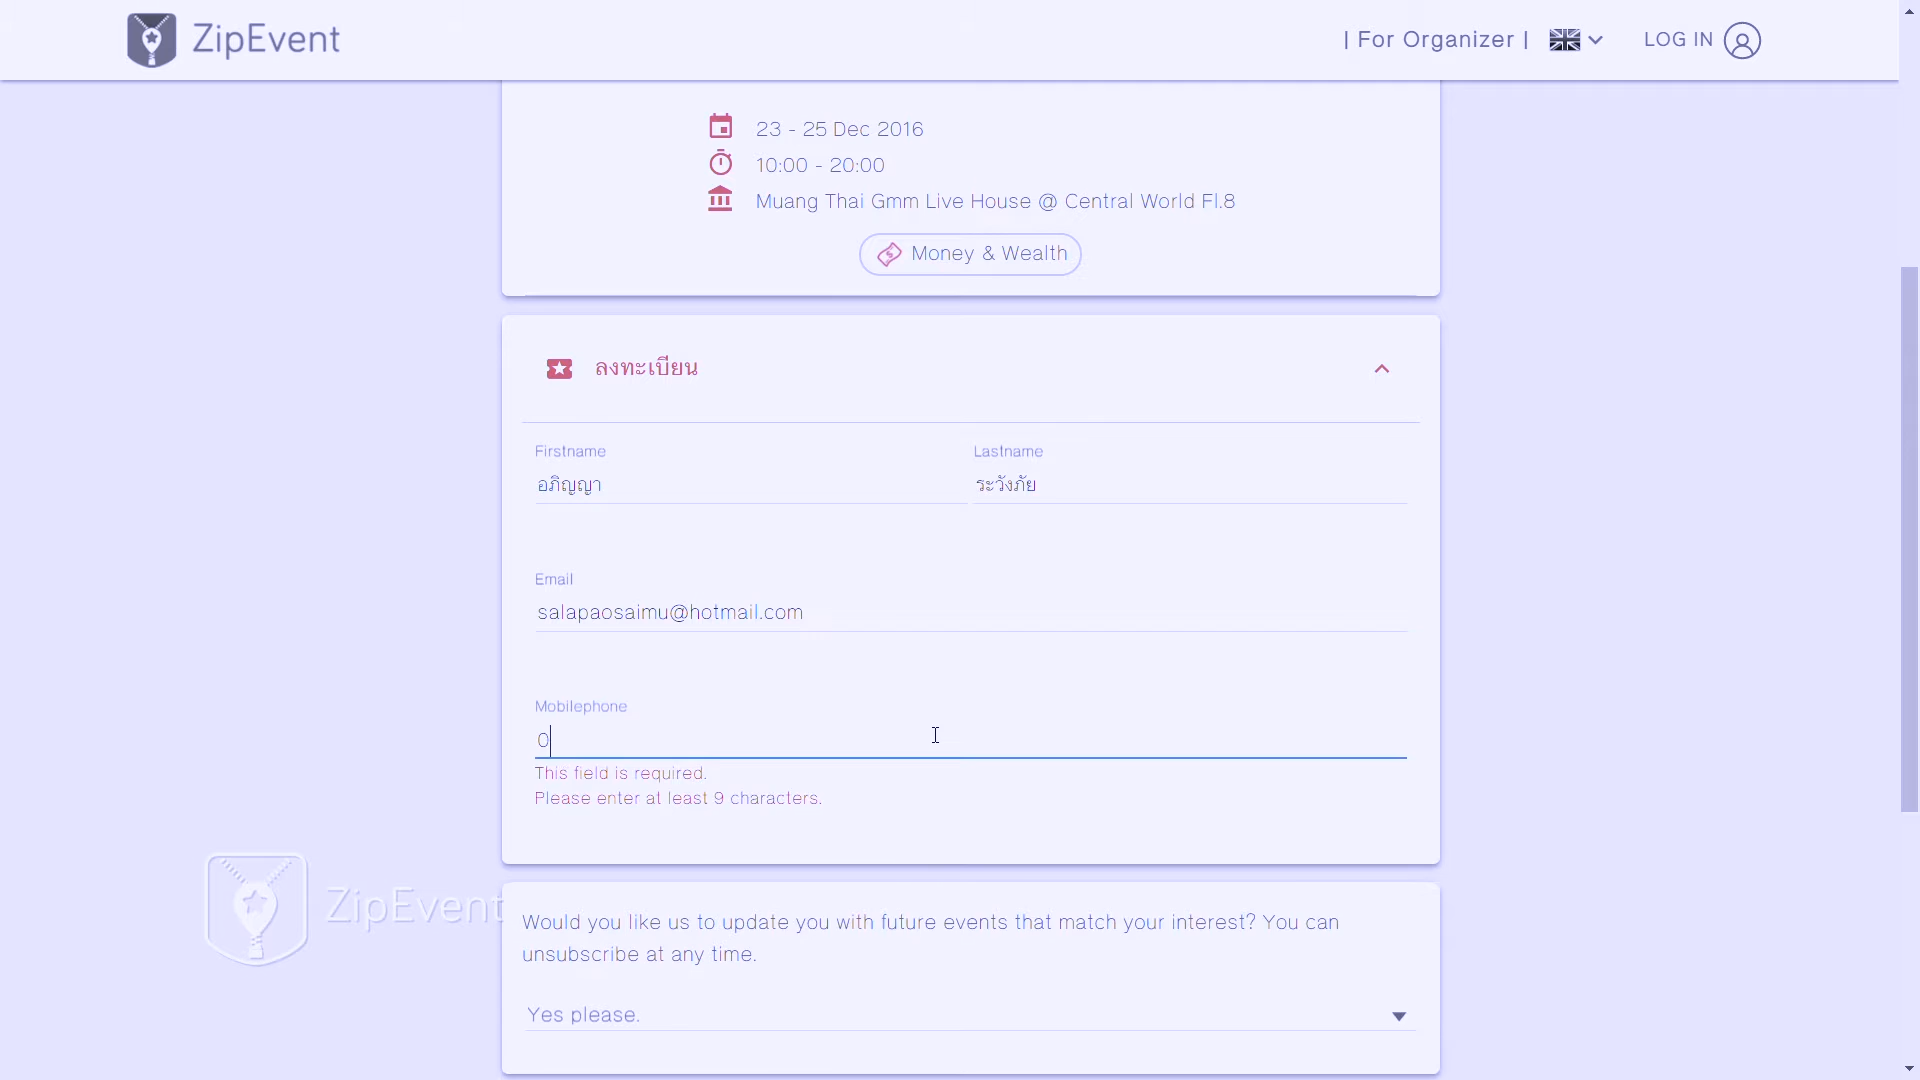 ZipEvent
| For Organizer |
LOG IN
23 - 25 Dec 2016
10:00 - 20:00
Muang Thai Gmm Live House @ Central World Fl.8
Money & Wealth
ลงทะเบียน
Firstname
Lastname
อภิญญา
ระวังภัย
Email
salapaosaimu@hotmail.com
Mobilephone
0
This field is required.
Please enter at least 9 characters.
ZipEvent
Would you like us to update you with future events that match your interest? You can
unsubscribe at any time.
Yes please.